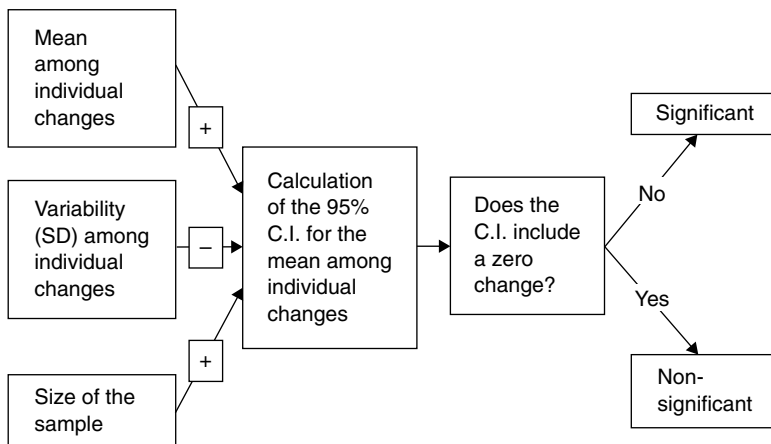 Mean
among
individual
changes
+
Variability
(SD) among
individual
changes
−
Size of the
sample
+
Calculation
of the 95%
C.I. for the
mean among
individual
changes
Does the
C.I. include
a zero
change?
No
Significant
Yes
Non-
significant